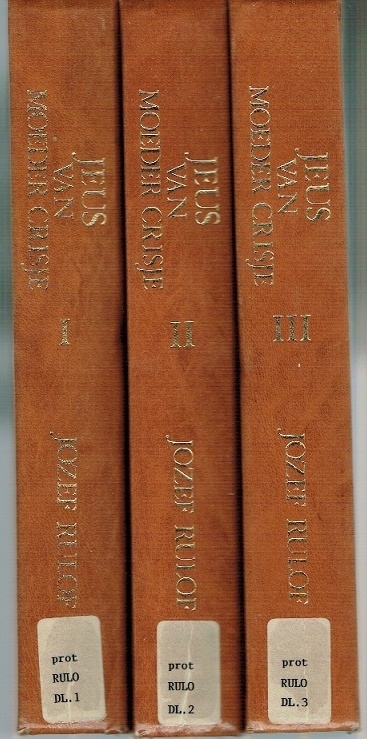 JEUS
VAN
MOEDER CRISJE
I
JOZEF RULOF
prot
RULO
DL.1
JEUS
VAN
MOEDER CRISJE
II
JOZEF RULOF
prot
RULO
DL.2
JEUS
VAN
MOEDER CRISJE
III
JOZEF RULOF
prot
RULO
DL.3